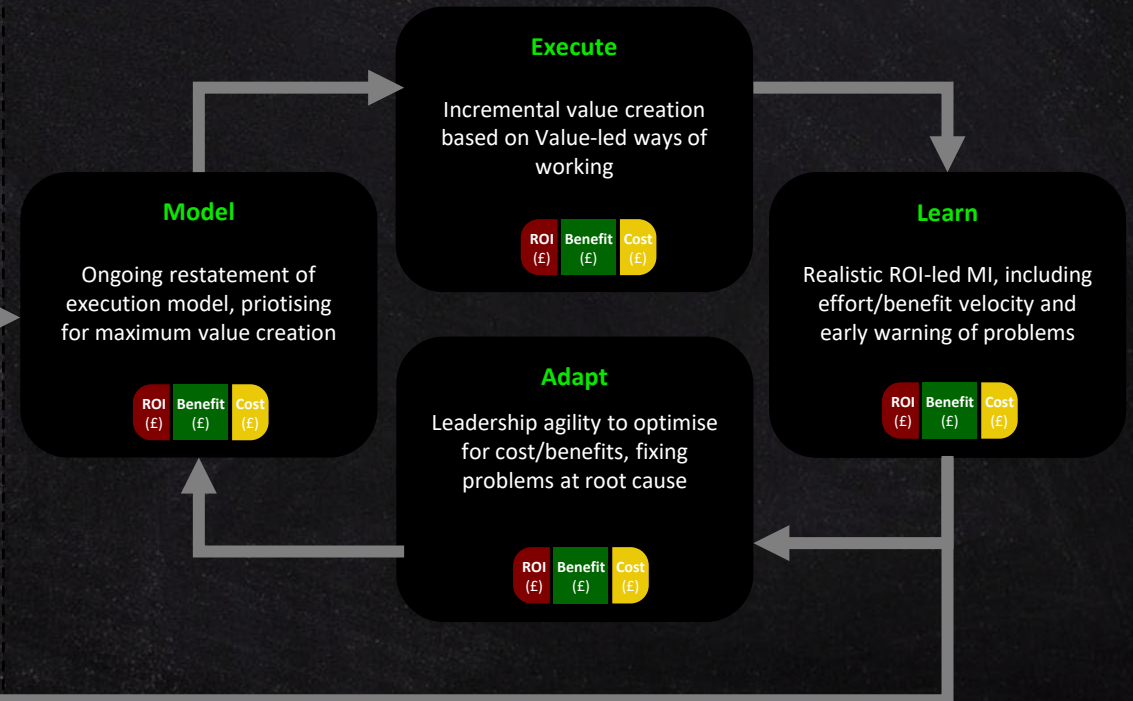 Execute
Incremental value creation
based on Value-led ways of
working
ROI Benefit Cost
(£) (£) (£)
Model
Ongoing restatement of
execution model, priotising
for maximum value creation
ROI Benefit Cost
(£) (£) (£)
Learn
Realistic ROI-led MI, including
effort/benefit velocity and
early warning of problems
ROI Benefit Cost
(£) (£) (£)
Adapt
Leadership agility to optimise
for cost/benefits, fixing
problems at root cause
ROI Benefit Cost
(£) (£) (£)